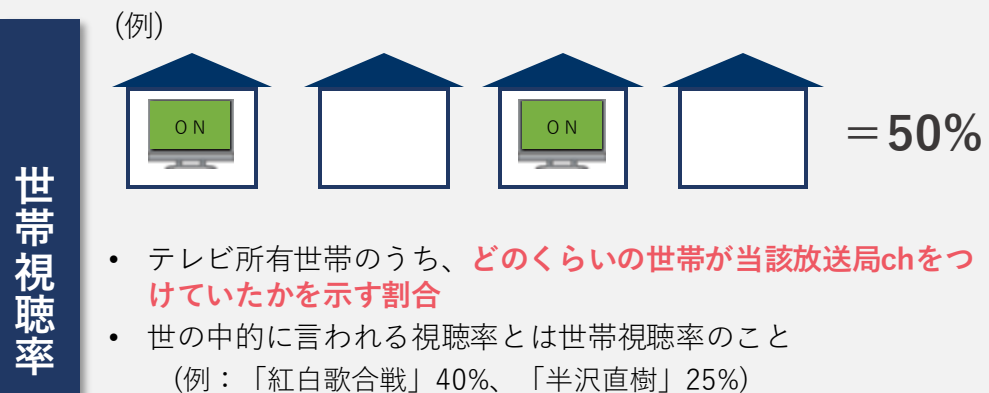 世帯視聴率
(例)
ON
ON
＝50%
• テレビ所有世帯のうち、どのくらいの世帯が当該放送局chをつ
けていたかを示す割合
• 世の中的に言われる視聴率とは世帯視聴率のこと
(例：「紅白歌合戦」40%、「半沢直樹」25%)